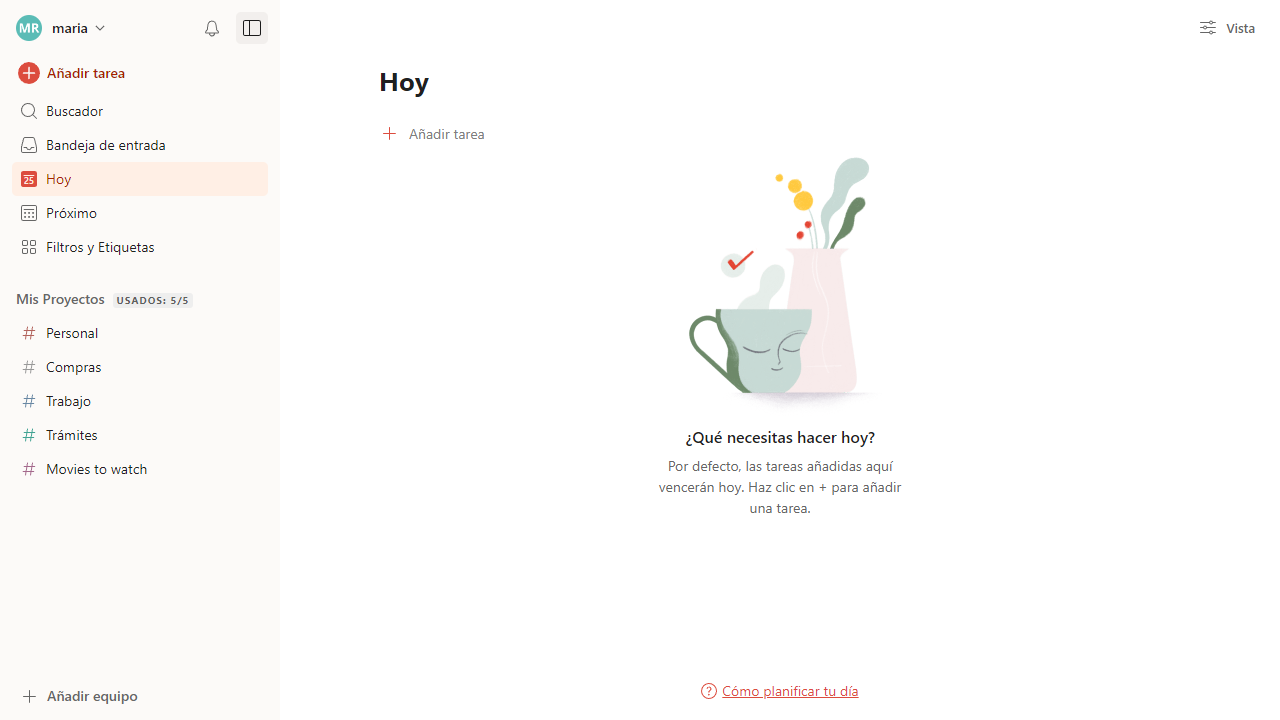 MR maria
Añadir tarea
Buscador
Bandeja de entrada
25 Hoy
Próximo
Filtros y Etiquetas
Mis Proyectos USADOS: 5/5
# Personal
# Compras
# Trabajo
# Trámites
# Movies to watch
+ Añadir equipo
Vista
Hoy
+ Añadir tarea
¿Qué necesitas hacer hoy?
Por defecto, las tareas añadidas aquí
vencerán hoy. Haz clic en + para añadir
una tarea.
? Cómo planificar tu día